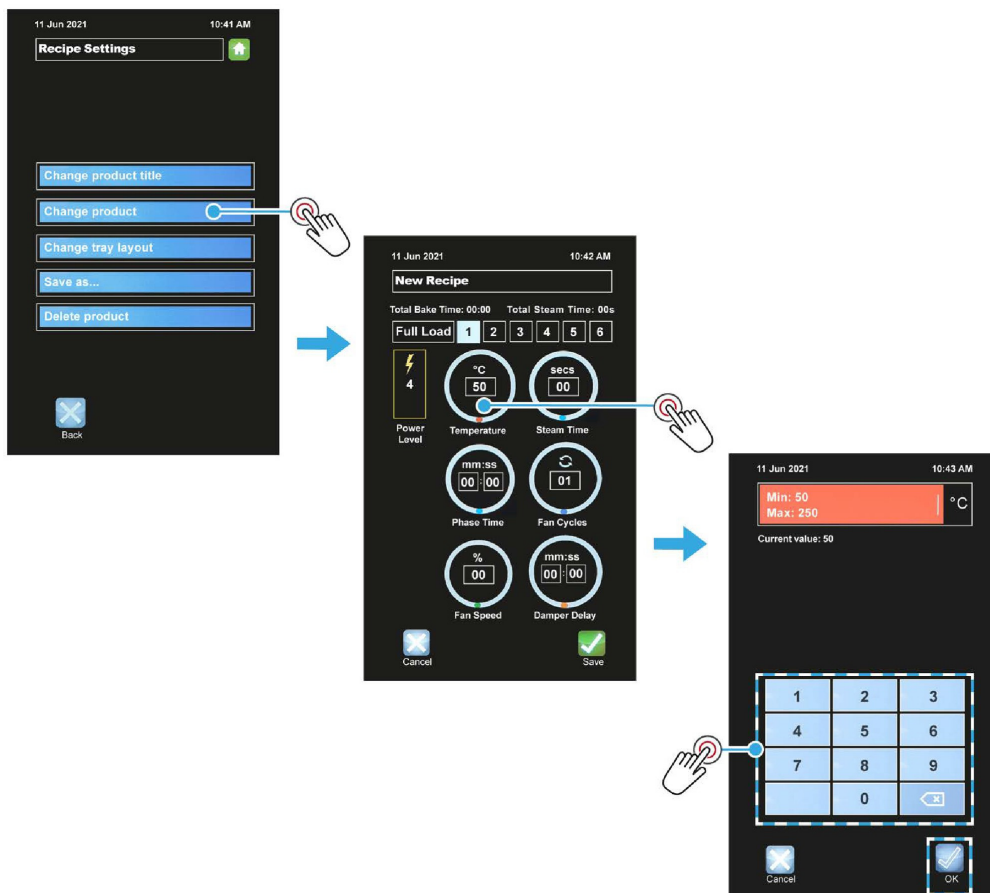 11 Jun 2021 10:41 AM
Recipe Settings
Change product title
Change product
Change tray layout
Save as...
Delete product
Back
11 Jun 2021 10:42 AM
New Recipe
Total Bake Time: 00:00 Total Steam Time: 00s
Full Load 1 2 3 4 5 6
4
Power
Level
°C
50
Temperature
secs
00
Steam Time
mm:ss
00:00
Phase Time
01
Fan Cycles
%
00
Fan Speed
mm:ss
00:00
Damper Delay
Cancel Save
11 Jun 2021 10:43 AM
Min: 50
Max: 250
°C
Current value: 50
1 2 3
4 5 6
7 8 9
0
Cancel OK